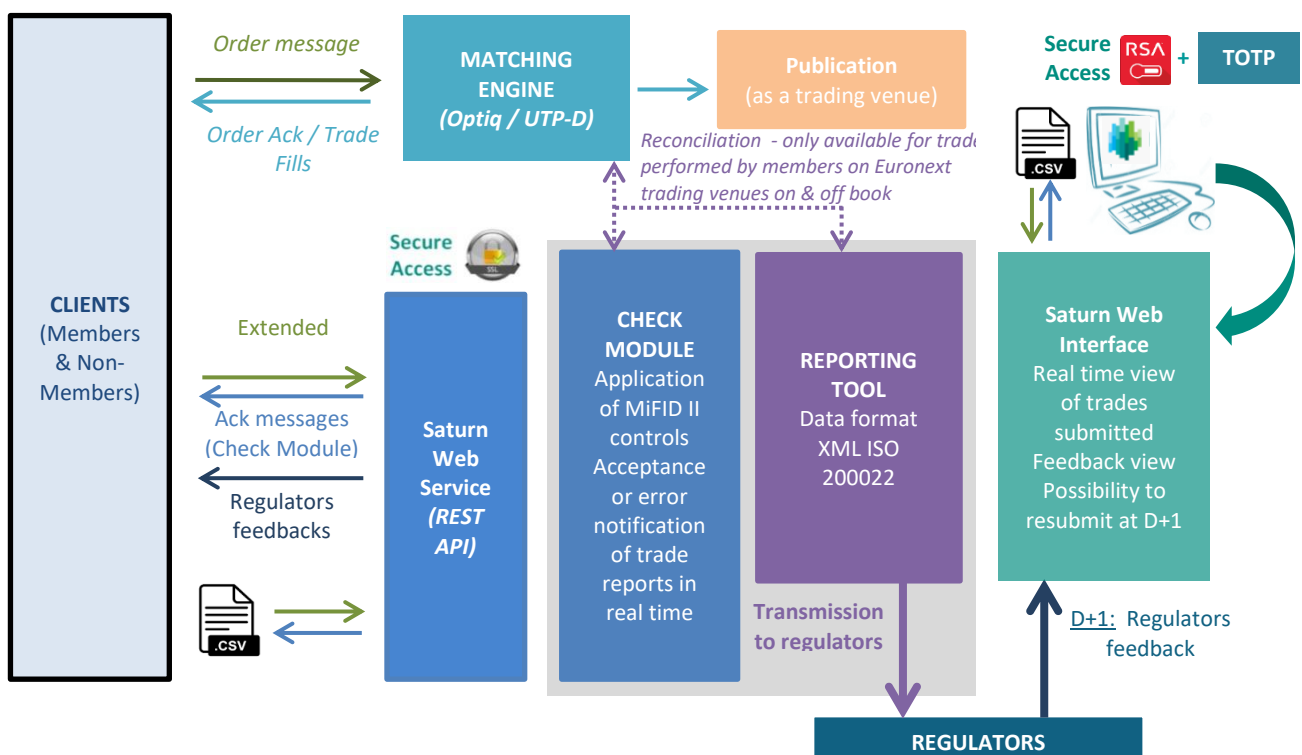 Order message
Order Ack / Trade
Fills
MATCHING
ENGINE
(Optiq / UTP-D)
Publication
(as a trading venue)
Secure
Access
RSA
+
TOTP
Reconciliation - only available for trade
performed by members on Euronext
trading venues on & off book
.CSV
CLIENTS
(Members
& Non-
Members)
Extended
Ack messages
(Check Module)
Regulators
feedbacks
.CSV
Secure
Access
SSL
Saturn
Web
Service
(REST
API)
CHECK
MODULE
Application
of MiFID II
controls
Acceptance
or error
notification
of trade
reports in
real time
REPORTING
TOOL
Data format
XML ISO
200022
Transmission
to regulators
Saturn Web
Interface
Real time view
of trades
submitted
Feedback view
Possibility to
resubmit at D+1
D+1: Regulators
feedback
REGULATORS